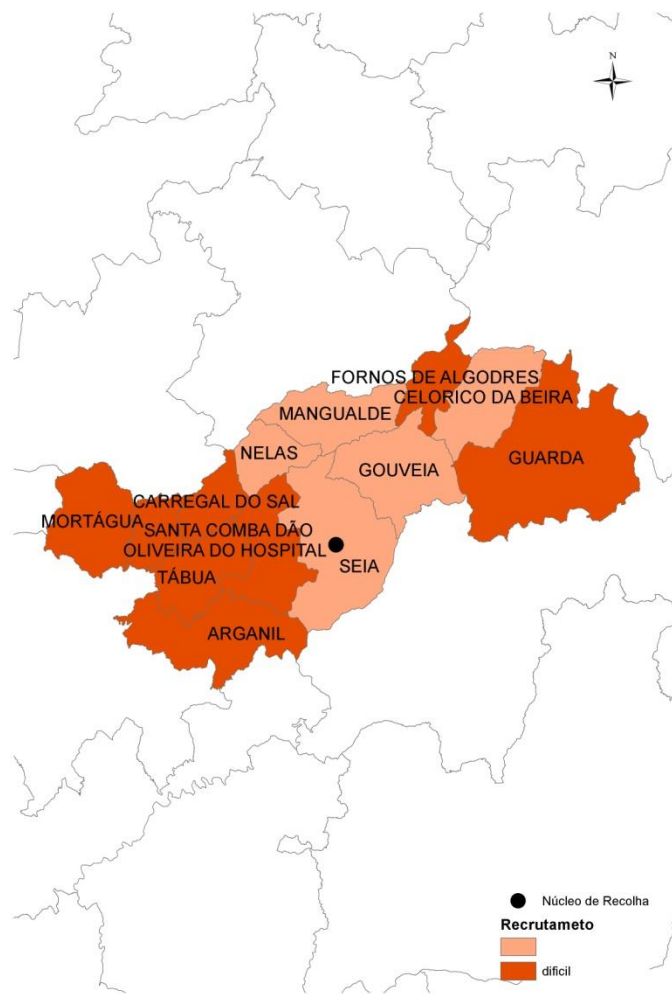 N
FORNOS DE ALGODRES
CELORICO DA BEIRA
MANGUALDE
NELAS
GOUVEIA
GUARDA
CARREGAL DO SAL
MORTÁGUA
SANTA COMBA DÃO
OLIVEIRA DO HOSPITAL
SEIA
TÁBUA
ARGANIL
Núcleo de Recolha
Recrutameto
dificil